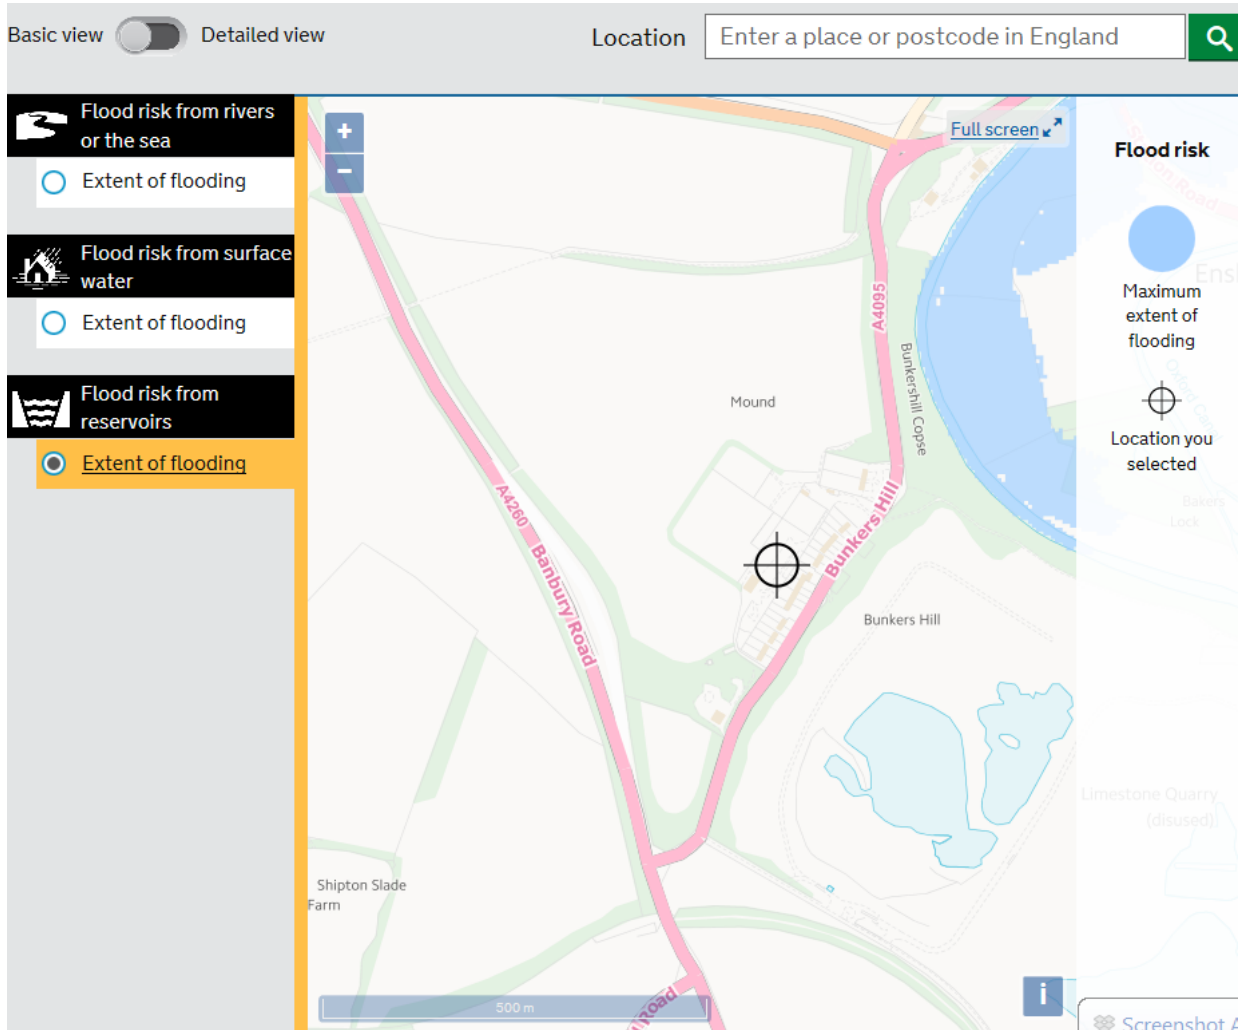 Basic view
Detailed view
Location
Enter a place or postcode in England
Flood risk from rivers
or the sea
Extent of flooding
Flood risk from surface
water
Extent of flooding
Flood risk from
reservoirs
Extent of flooding
+
−
Full screen
A4095
Bunkershill Copse
Mound
A4260
Banbury Road
Bunkers Hill
Bunkers Hill
Shipton Slade
Farm
500 m
Road
i
Flood risk
Maximum
extent of
flooding
Location you
selected
Bakers
Lock
Limestone Quarry
(disused)
Screenshot